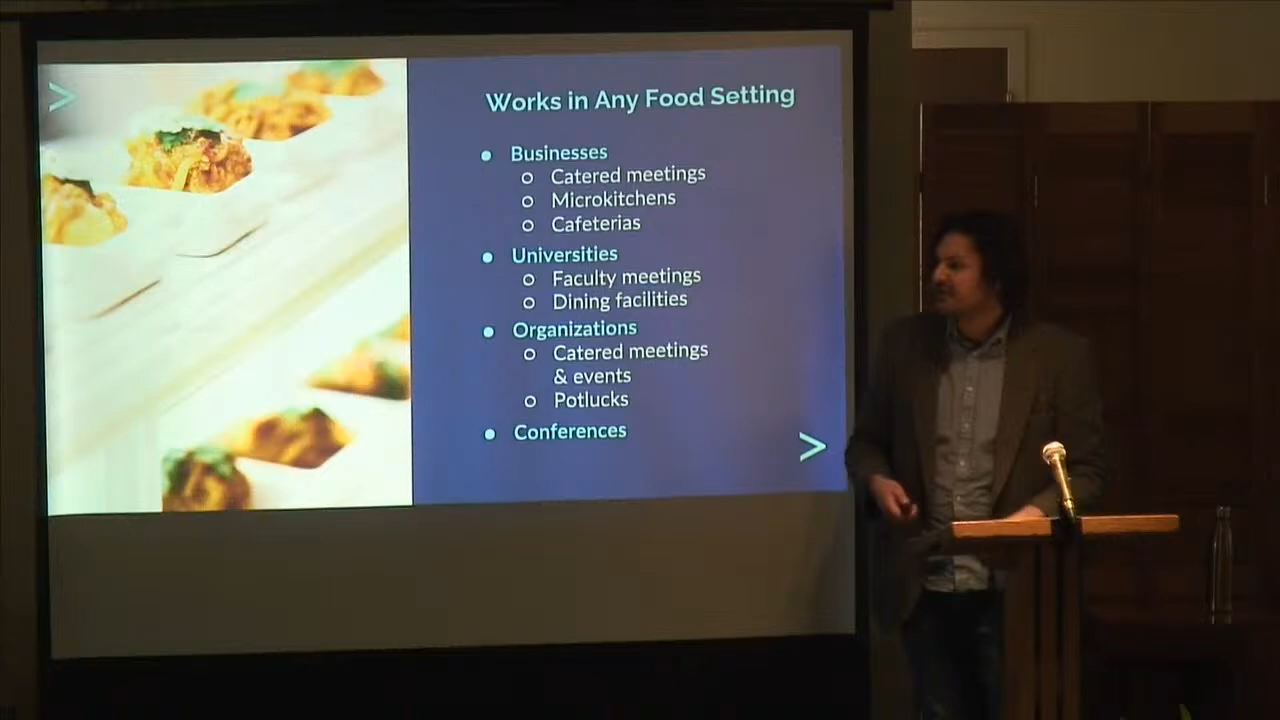 Works in Any Food Setting
● Businesses
○ Catered meetings
○ Microkitchens
○ Cafeterias
● Universities
○ Faculty meetings
○ Dining facilities
● Organizations
○ Catered meetings
& events
○ Potlucks
● Conferences